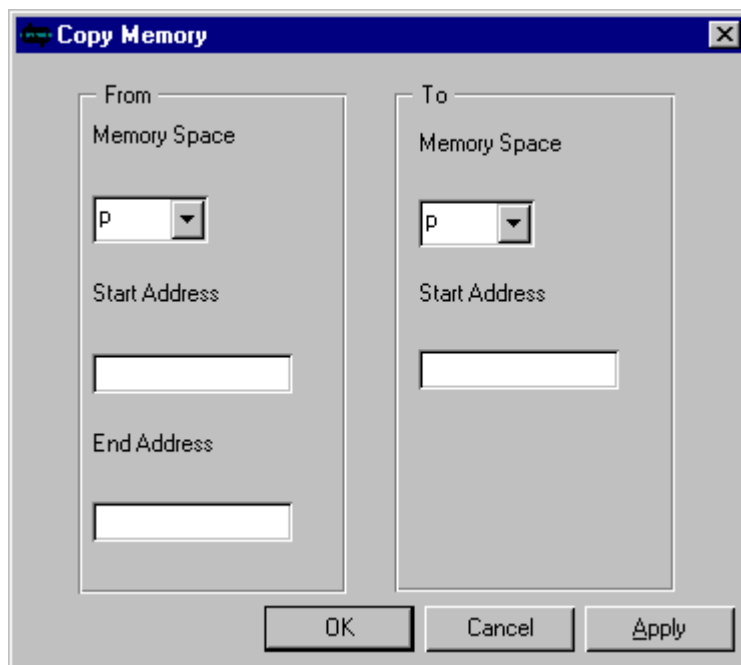 Copy Memory
From
Memory Space
p
Start Address
End Address
To
Memory Space
p
Start Address
OK
Cancel
Apply